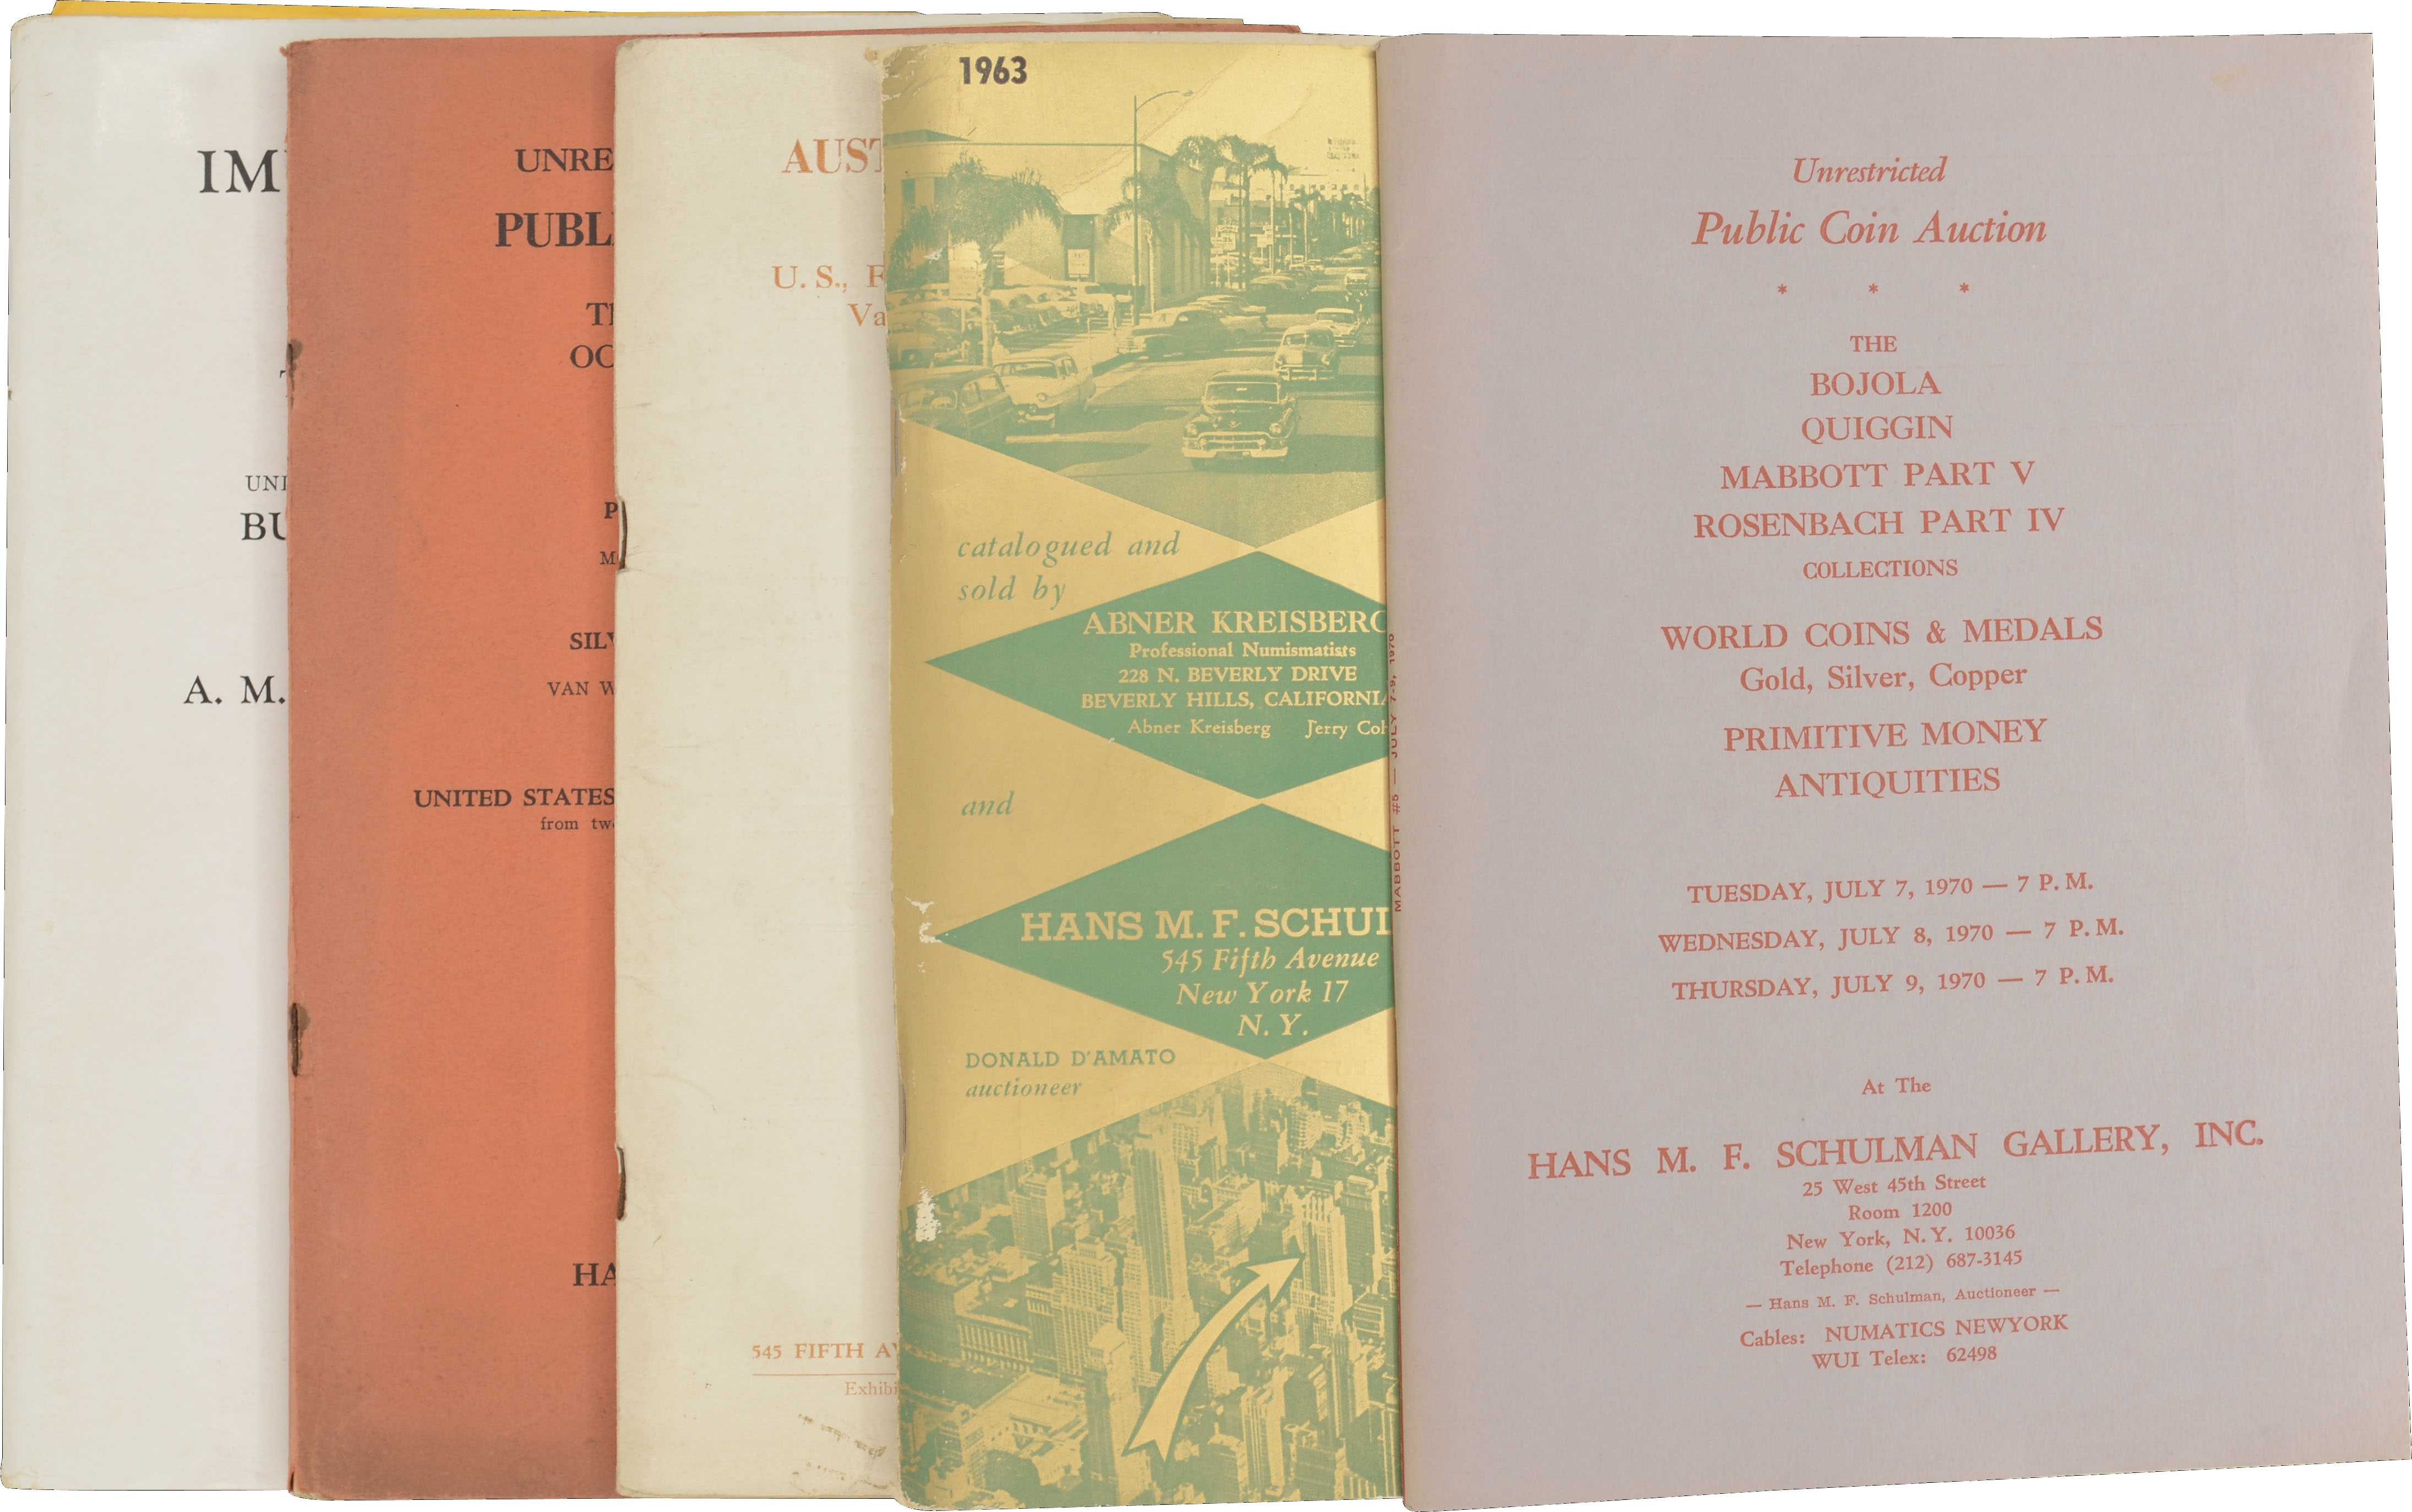 IM
UNI
BU
A. M.
UNRE
PUBL
OC
P
M
SIL
VAN W
UNITED STATES
from tw
HA
AUST
U. S., F
Va
545 FIFTH A
Exhibi
1963
catalogued and
sold by
ABNER KREISBERG
Professional Numismatists
228 N. BEVERLY DRIVE
BEVERLY HILLS, CALIFORNIA
Abner Kreisberg Jerry Coh
and
HANS M. F. SCHUL
545 Fifth Avenue
New York 17
N. Y.
DONALD D'AMATO
auctioneer
MABBOTT #5 — JULY 7-9, 1970
Unrestricted
Public Coin Auction
* * *
THE
BOJOLA
QUIGGIN
MABBOTT PART V
ROSENBACH PART IV
COLLECTIONS
WORLD COINS & MEDALS
Gold, Silver, Copper
PRIMITIVE MONEY
ANTIQUITIES
TUESDAY, JULY 7, 1970 — 7 P. M.
WEDNESDAY, JULY 8, 1970 — 7 P. M.
THURSDAY, JULY 9, 1970 — 7 P. M.
At The
HANS M. F. SCHULMAN GALLERY, INC.
25 West 45th Street
Room 1200
New York, N. Y. 10036
Telephone (212) 687-3145
— Hans M. F. Schulman, Auctioneer —
Cables: NUMATICS NEWYORK
WUI Telex: 62498